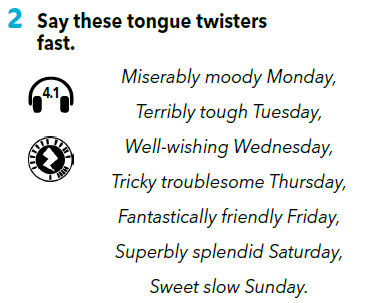 2 Say these tongue twisters
fast.
4.1
Miserably moody Monday,
Terribly tough Tuesday,
Well-wishing Wednesday,
Tricky troublesome Thursday,
Fantastically friendly Friday,
Superbly splendid Saturday,
Sweet slow Sunday.